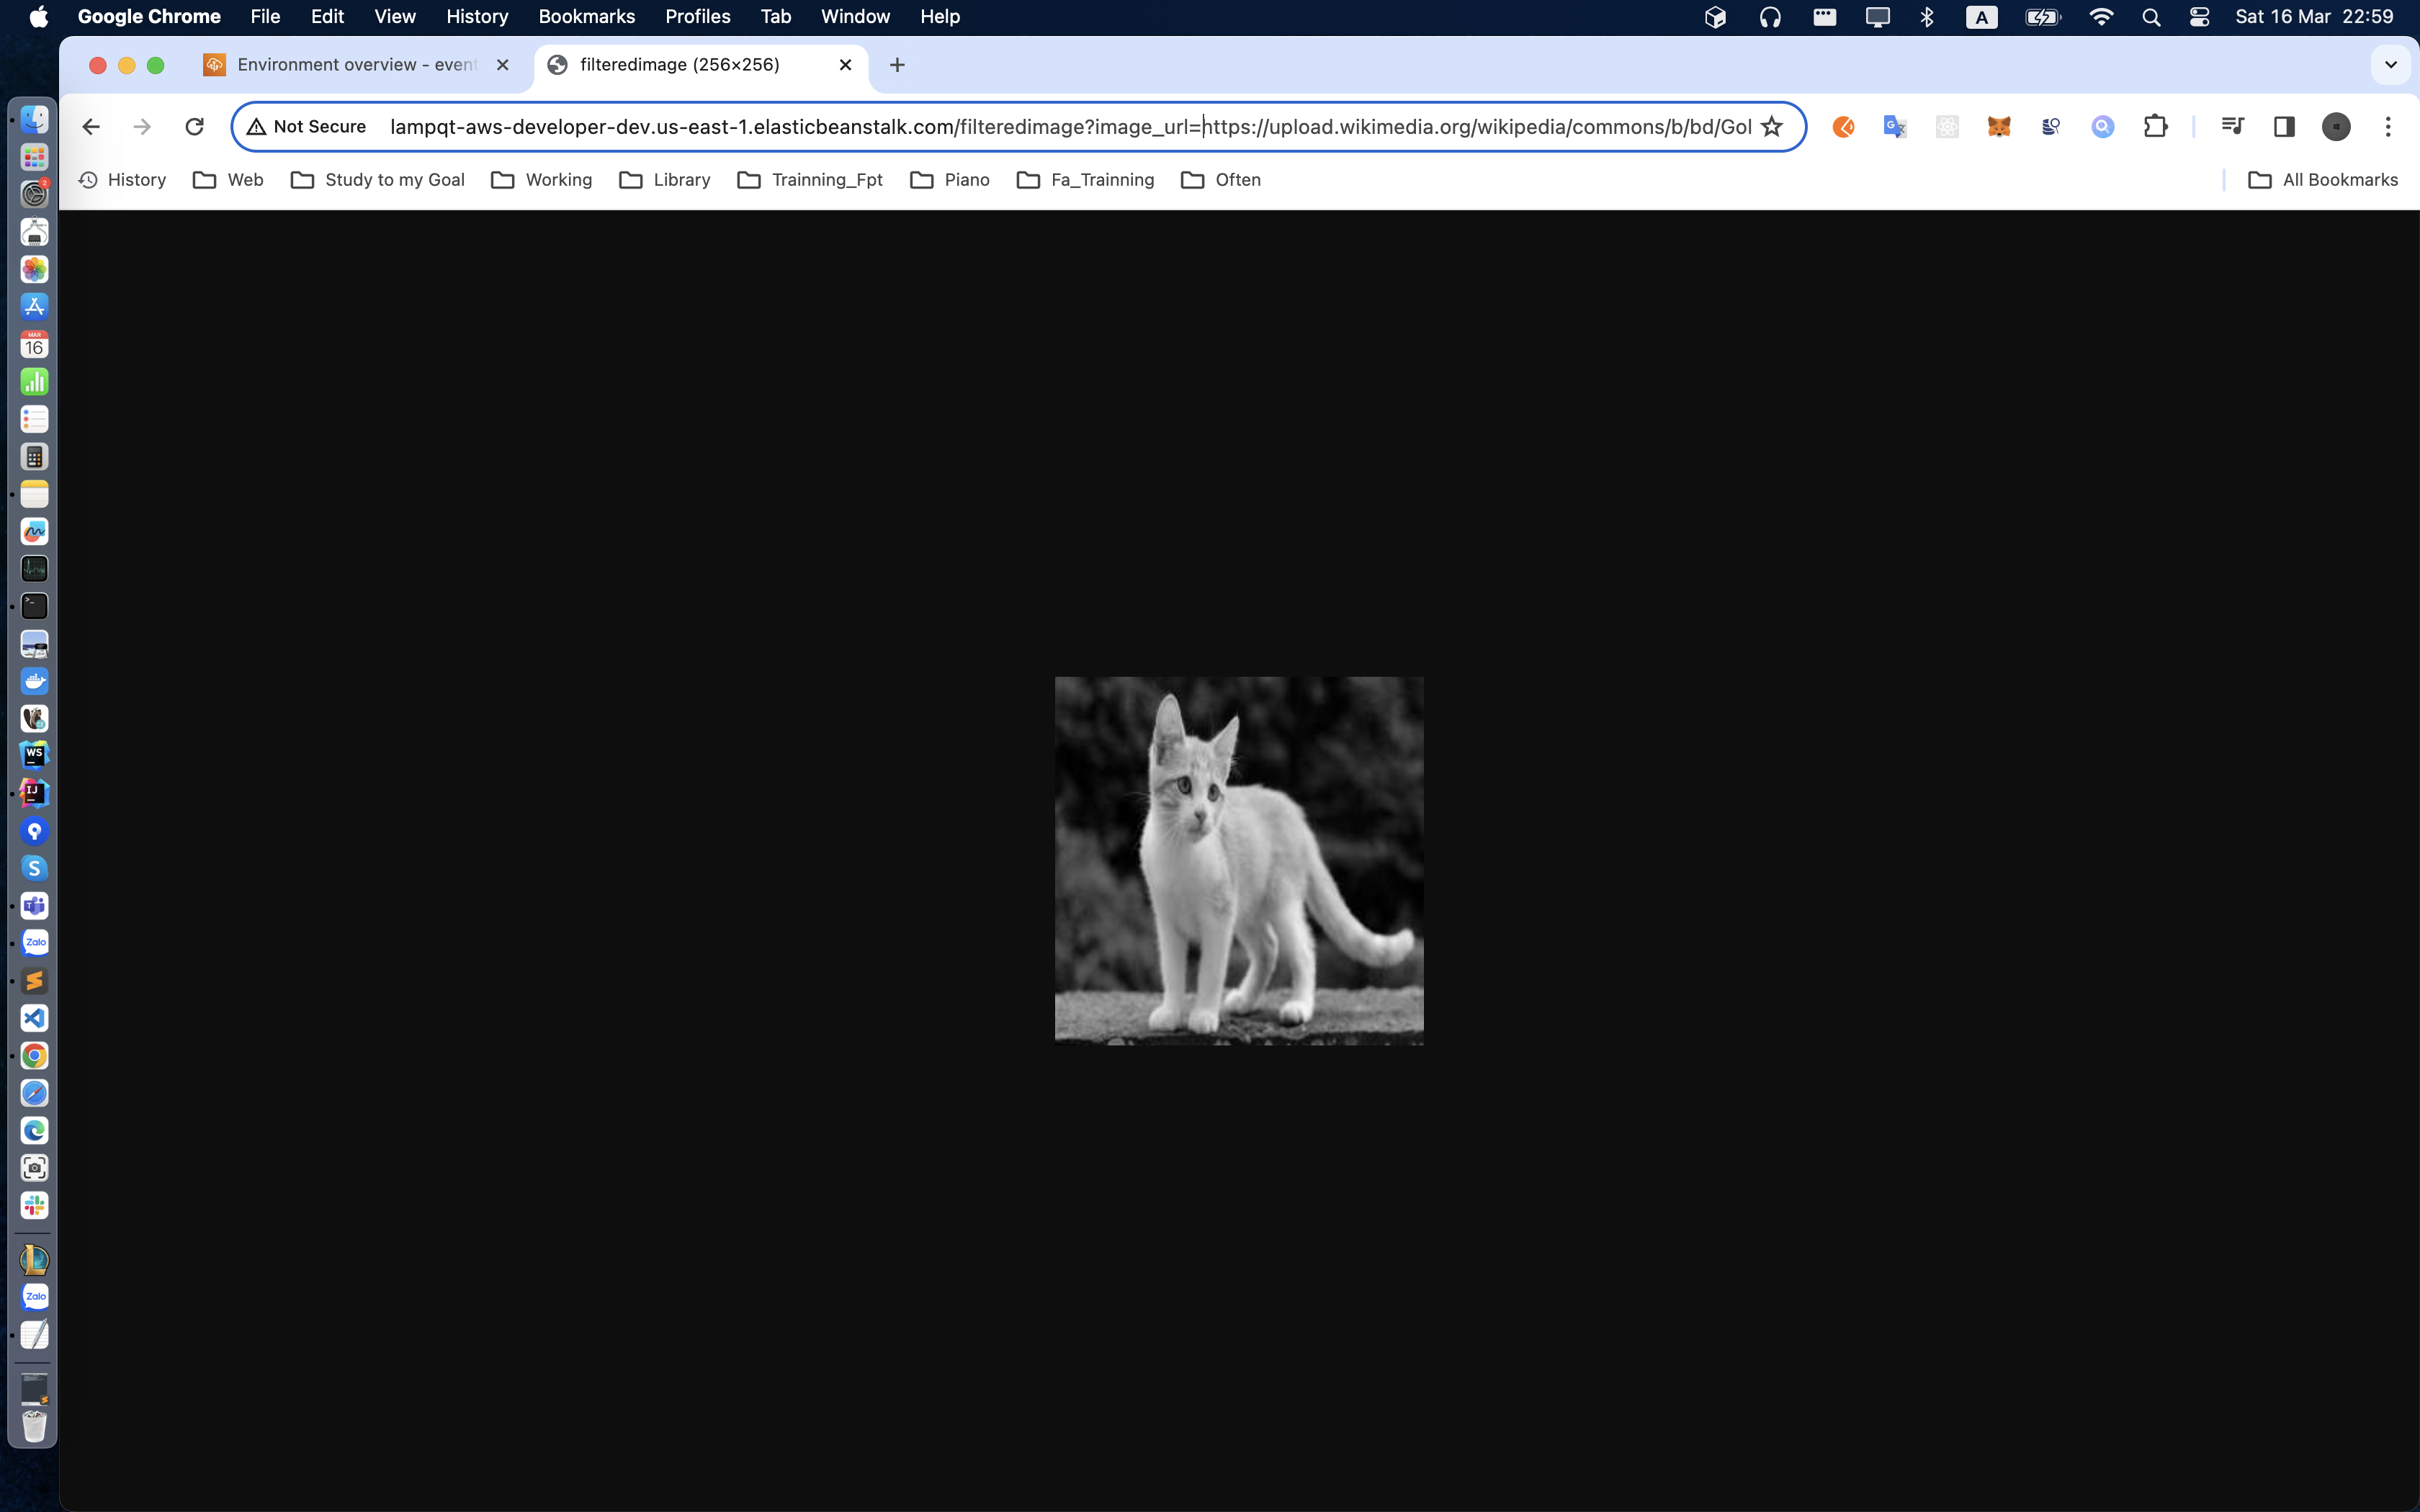 Google Chrome File Edit View History Bookmarks Profiles Tab Window Help A Sat 16 Mar 22:59
Environment overview - even filteredimage (256×256)
Not Secure lampqt-aws-developer-dev.us-east-1.elasticbeanstalk.com/filteredimage?image_url=https://upload.wikimedia.org/wikipedia/commons/b/bd/Gol
History Web Study to my Goal Working Library Trainning_Fpt Piano Fa_Trainning Often All Bookmarks
2
MAR
16
>_
WS
IJ
S
Zalo
Zalo